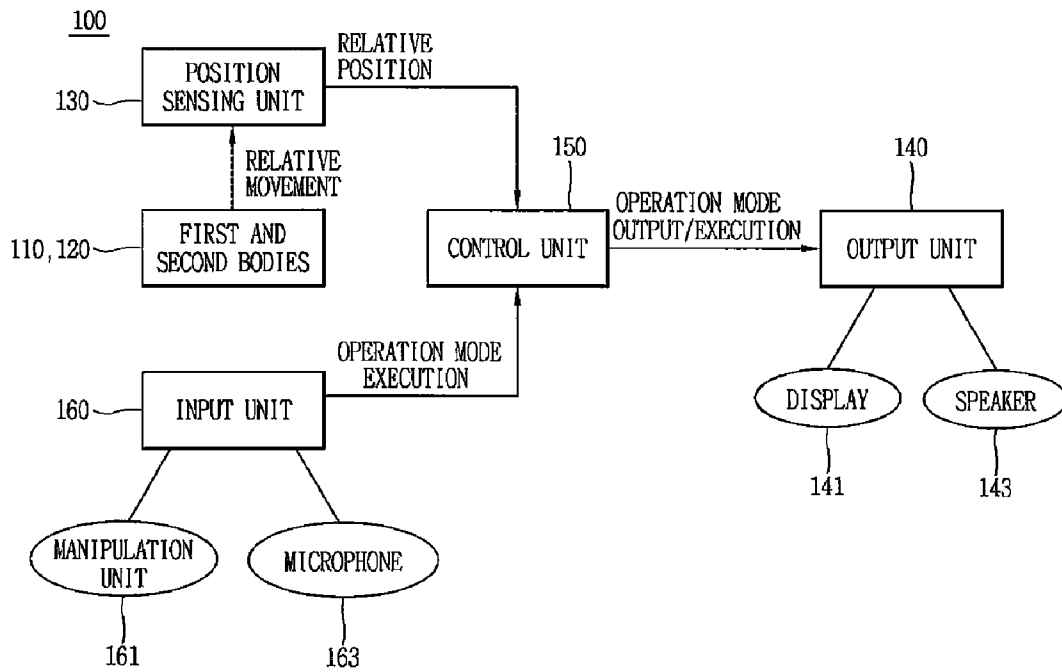 100
POSITION
SENSING UNIT
130
RELATIVE
POSITION
RELATIVE
MOVEMENT
110, 120
FIRST AND
SECOND BODIES
150
CONTROL UNIT
OPERATION MODE
OUTPUT/EXECUTION
140
OUTPUT UNIT
DISPLAY
141
SPEAKER
143
OPERATION MODE
EXECUTION
160
INPUT UNIT
MANIPULATION
UNIT
161
MICROPHONE
163